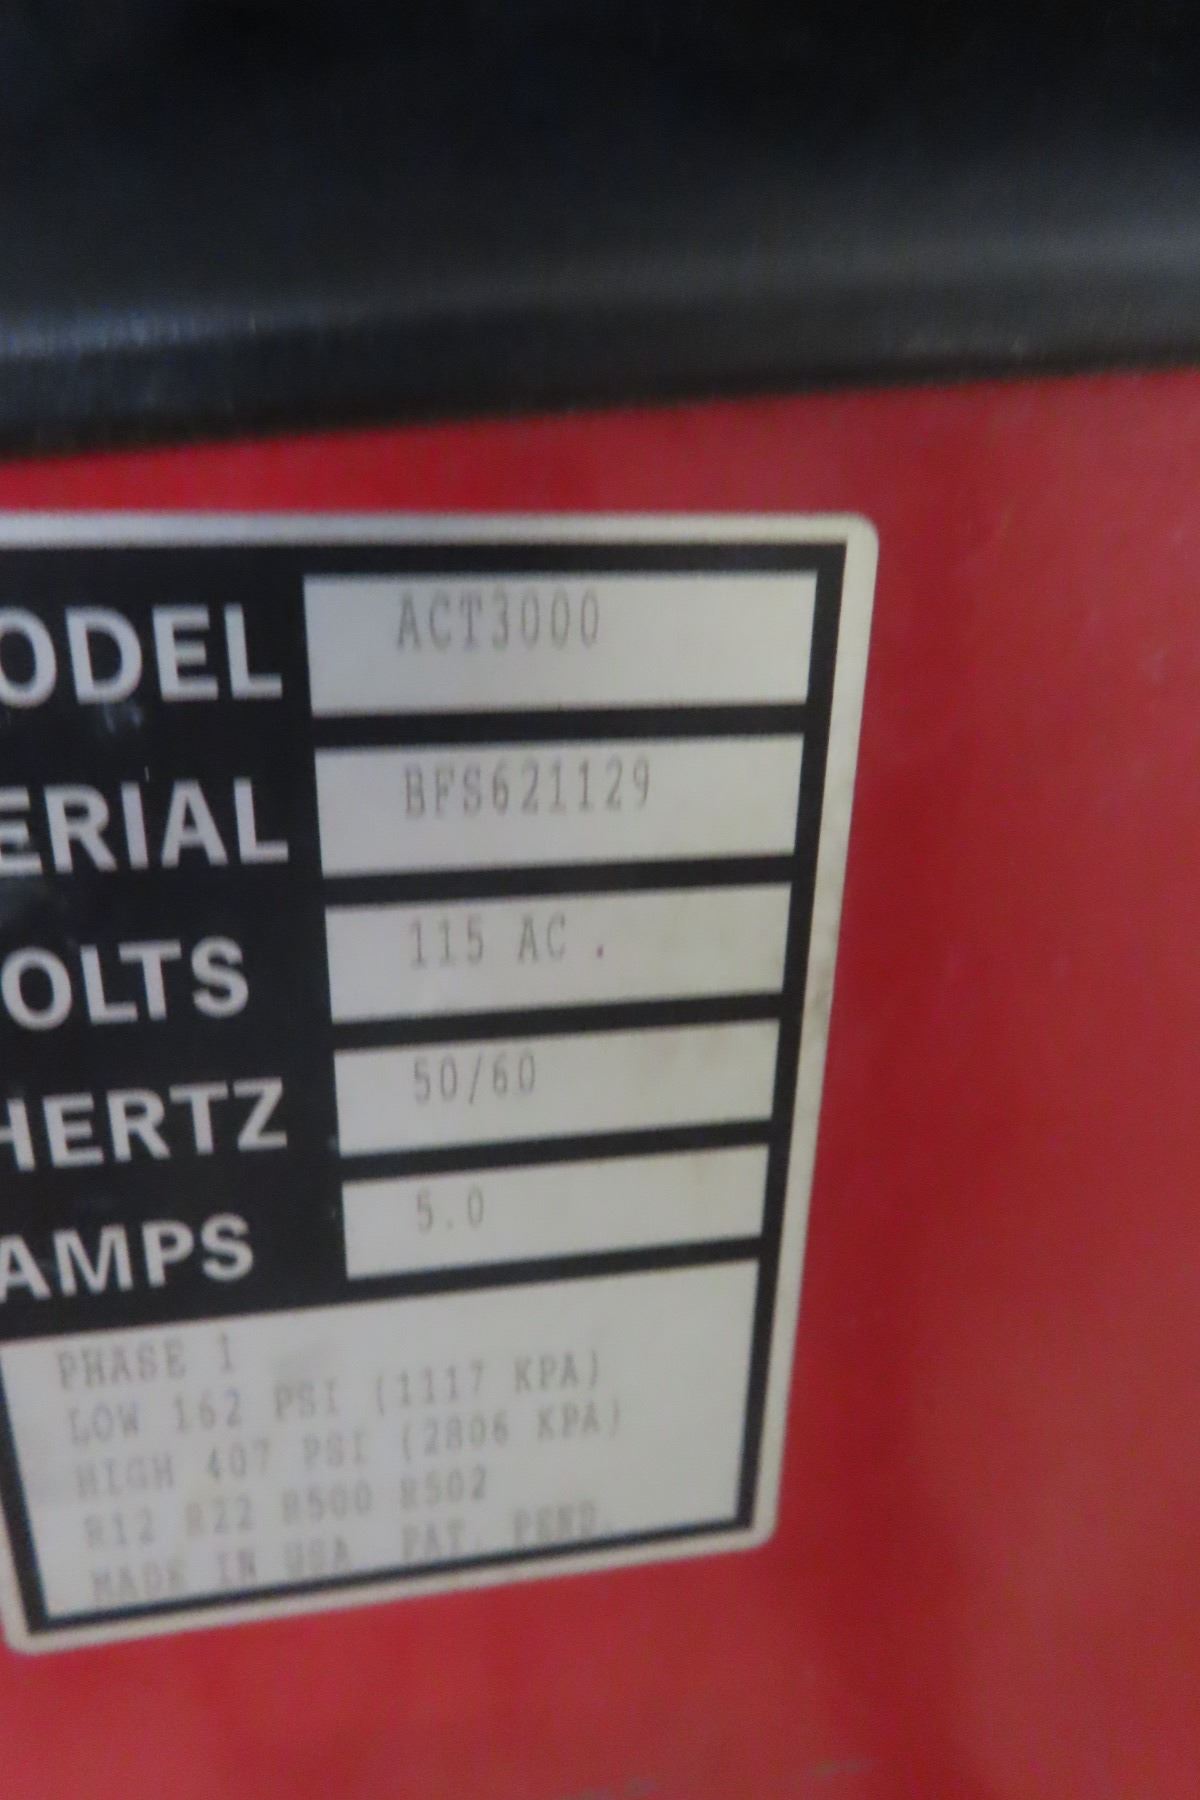 ODEL ACT3000
ERIAL BFS621129
OLTS 115 AC .
HERTZ 50/60
AMPS 5.0
PHASE 1
LOW 162 PSI (1117 KPA)
HIGH 407 PSI (2806 KPA)
R12 R22 R500 R502
MADE IN USA PAT. PEND.